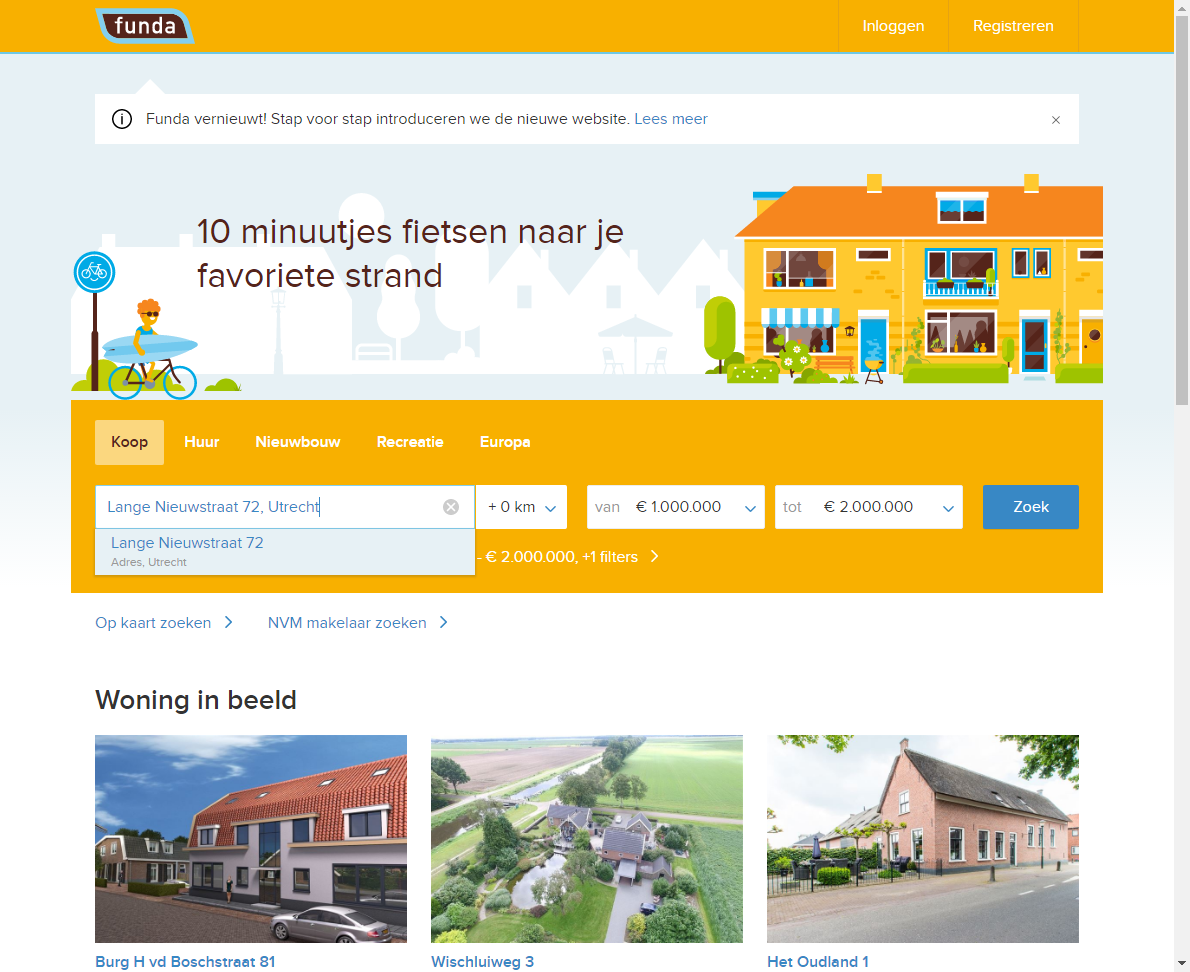 funda
Inloggen
Registreren
Funda vernieuwt! Stap voor stap introduceren we de nieuwe website. Lees meer
10 minuutjes fietsen naar je
favoriete strand
Koop
Huur
Nieuwbouw
Recreatie
Europa
Lange Nieuwstraat 72, Utrecht
+ 0 km
van € 1.000.000
tot € 2.000.000
Zoek
Lange Nieuwstraat 72
Adres, Utrecht
- € 2.000.000, +1 filters
Op kaart zoeken
NVM makelaar zoeken
Woning in beeld
Burg H vd Boschstraat 81
Wischluiweg 3
Het Oudland 1